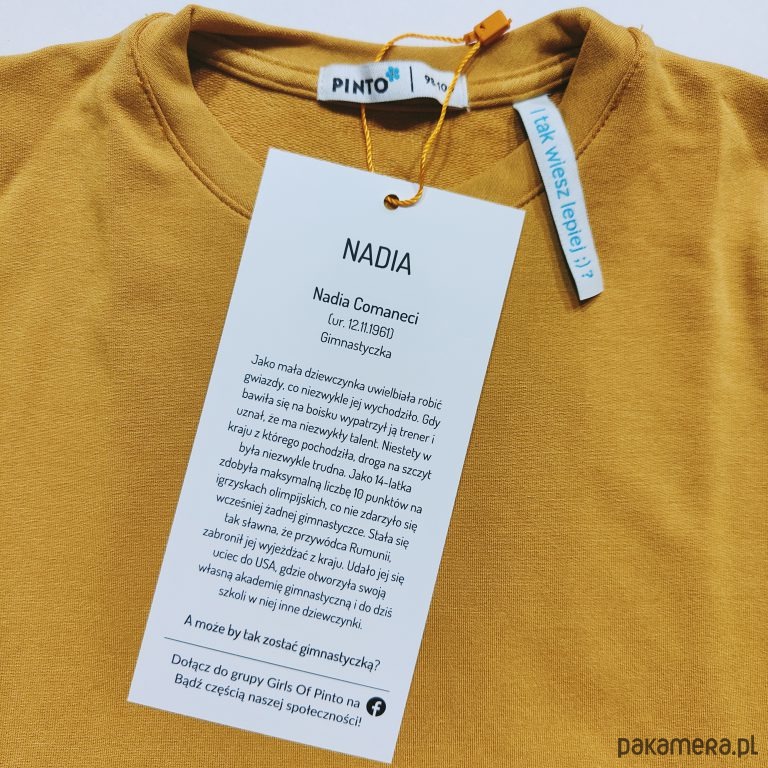 PINTO
98-10
I tak wiesz lepiej ;)?
NADIA
Nadia Comaneci
(ur. 12.11.1961)
Gimnastyczka
Jako mała dziewczynka uwielbiała robić
gwiazdy, co niezwykle jej wychodziło. Gdy
bawiła się na boisku wypatrzył ją trener i
uznał, że ma niezwykły talent. Niestety w
kraju z którego pochodziła, droga na szczyt
była niezwykle trudna. Jako 14-latka
zdobyła maksymalną liczbę 10 punktów na
igrzyskach olimpijskich, co nie zdarzyło się
wcześniej żadnej gimnastyczce. Stała się
tak sławna, że przywódca Rumunii,
zabronił jej wyjeżdżać z kraju. Udało jej się
uciec do USA, gdzie otworzyła swoją
własną akademię gimnastyczną i do dziś
szkoli w niej inne dziewczynki.
A może by tak zostać gimnastyczką?
Dołącz do grupy Girls Of Pinto na
Bądź częścią naszej społeczności!
pakamera.pl